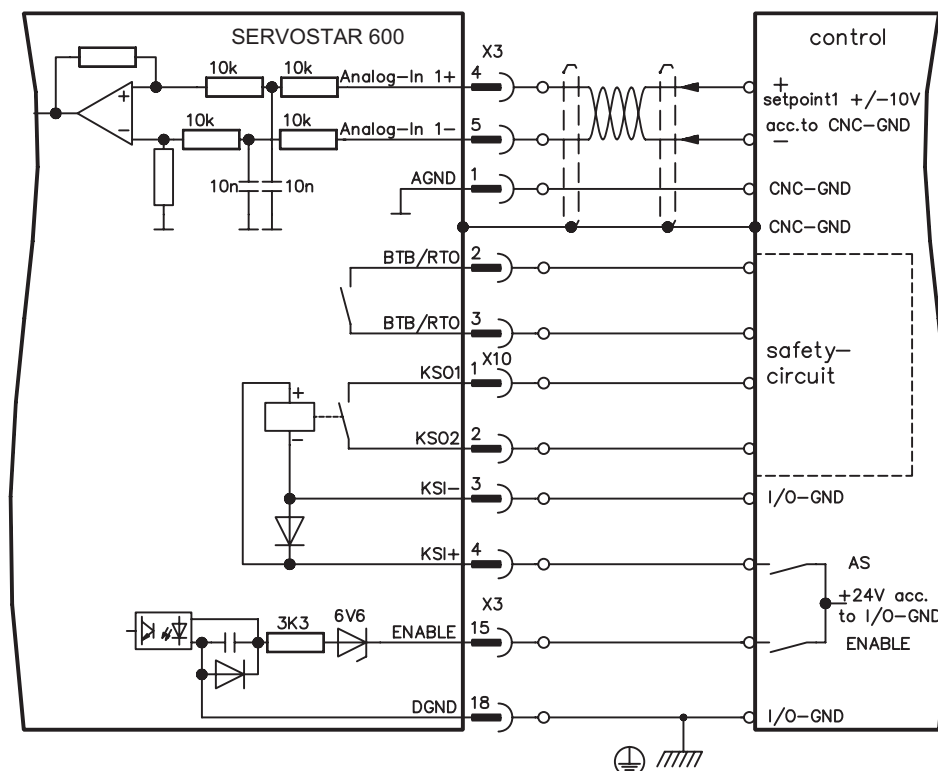 SERVOSTAR 600
control
X3
10k
10k
Analog-In 1+
4
+
+
setpoint1 +/-10V
acc.to CNC-GND
-
-
10k
10k
Analog-In 1-
5
10n
10n
AGND
1
CNC-GND
CNC-GND
BTB/RTO
2
BTB/RTO
3
safety-
circuit
X10
KSO1
1
+
-
KSO2
2
KSI-
3
I/O-GND
KSI+
4
AS
+24V acc.
to I/O-GND
X3
3K3
6V6
ENABLE
15
ENABLE
DGND
18
I/O-GND